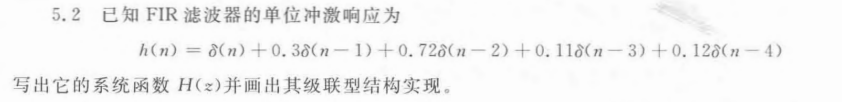 5.2 已知 FIR 滤波器的单位冲激响应为
h(n) = δ(n)+0.3δ(n-1)+0.72δ(n-2)+0.11δ(n-3)+0.12δ(n-4)
写出它的系统函数 H(z)并画出其级联型结构实现。